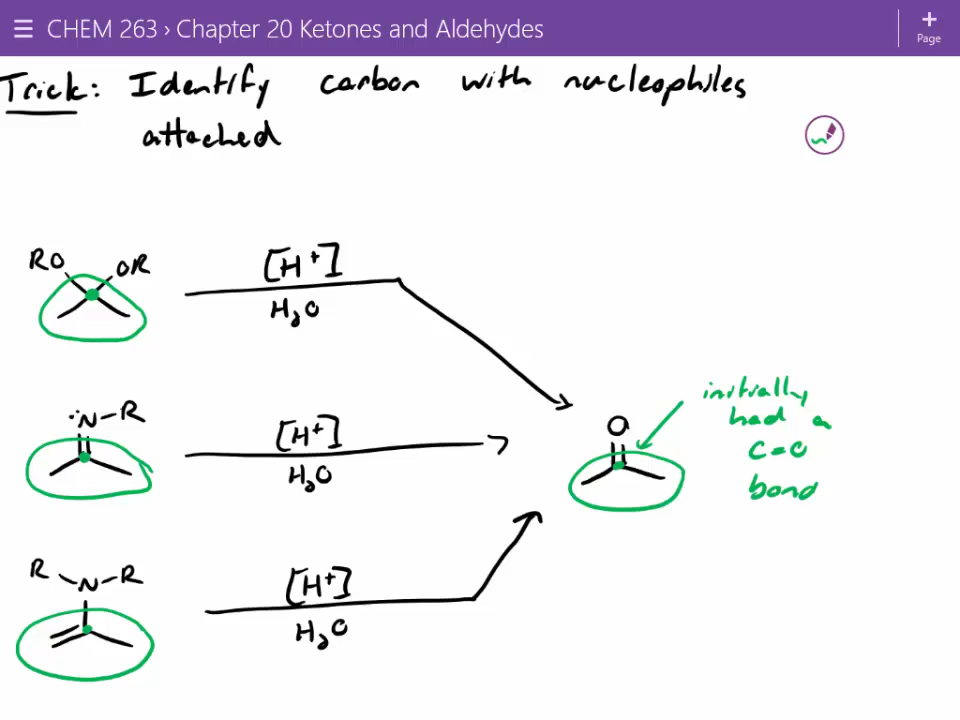 ☰ CHEM 263 › Chapter 20 Ketones and Aldehydes
+
Page
Trick: Identify carbon with nucleophiles
attached
RO OR
[H⁺]
H₂O
:N-R
[H⁺]
H₂O
O
initially
had a
C=O
bond
R N-R
[H⁺]
H₂O